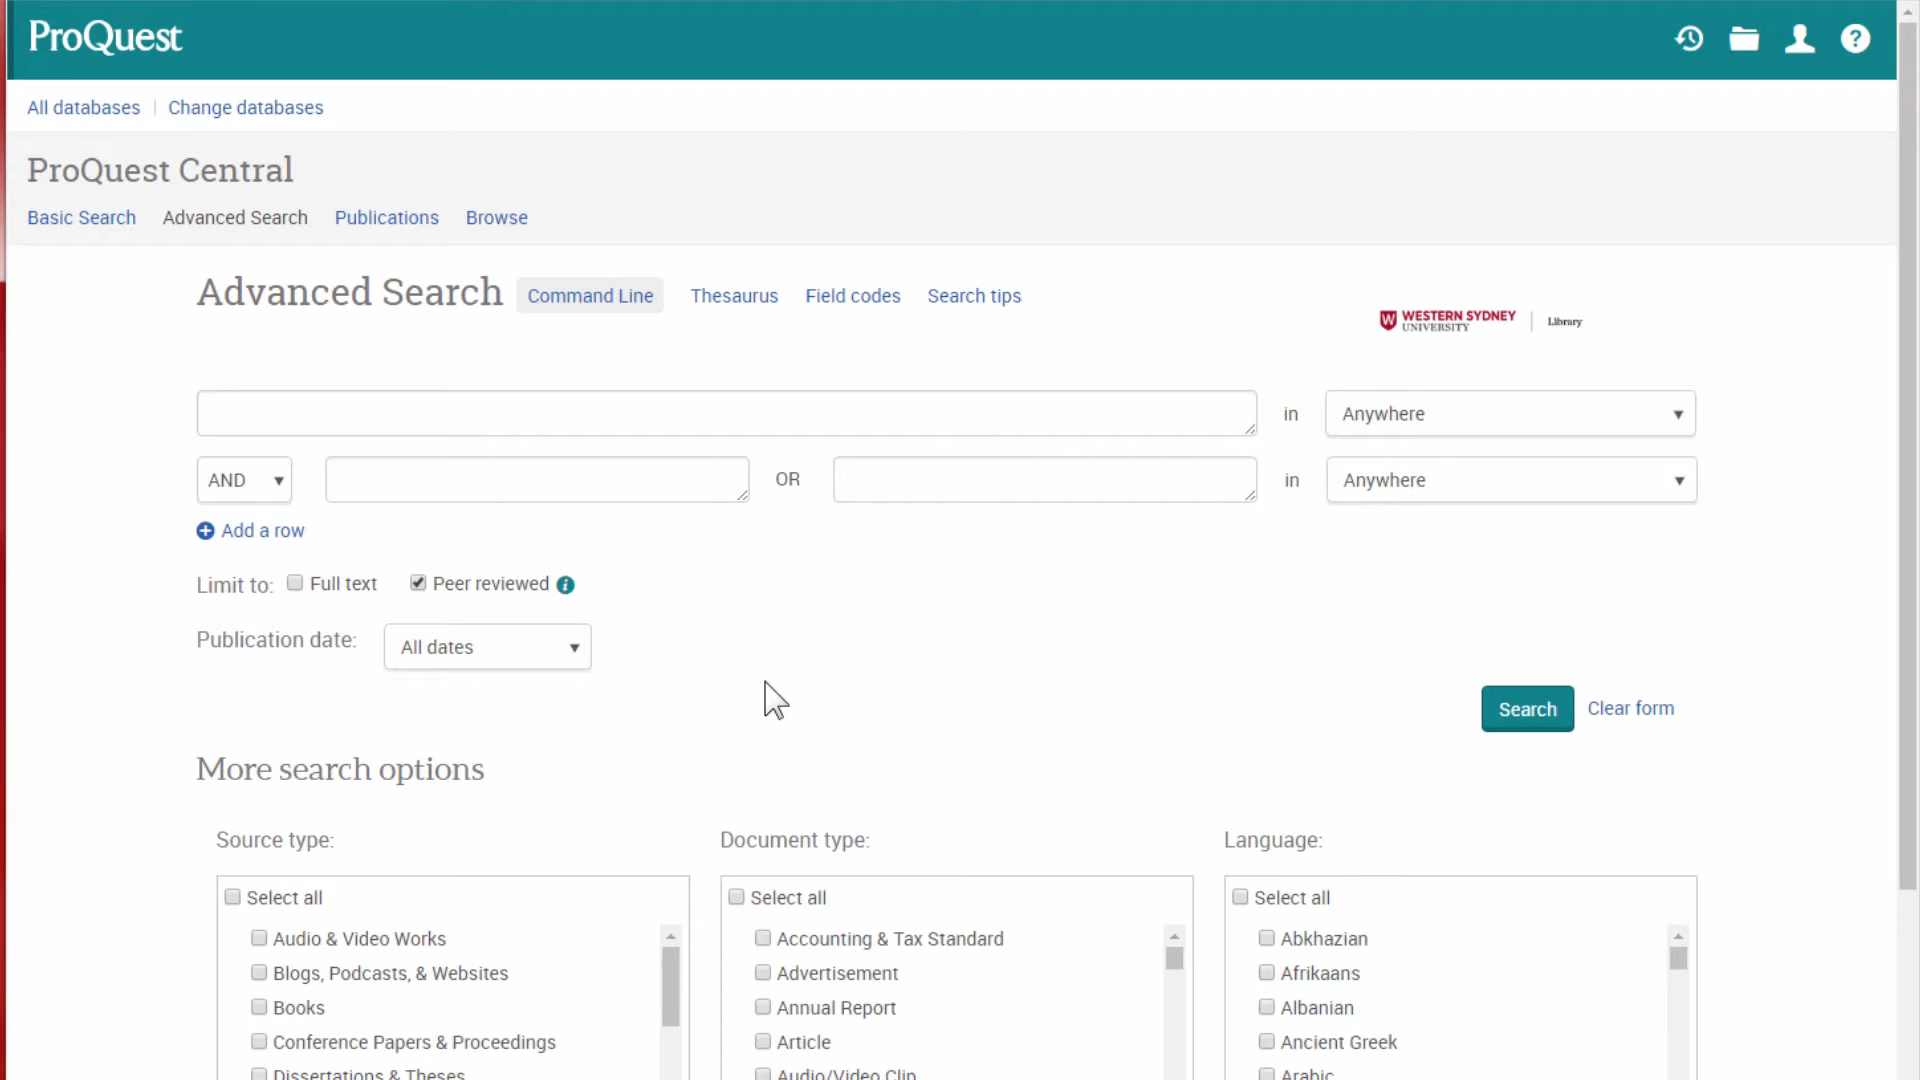 ProQuest
All databases | Change databases
ProQuest Central
Basic Search Advanced Search Publications Browse
Advanced Search Command Line Thesaurus Field codes Search tips
W WESTERN SYDNEY UNIVERSITY | Library
in Anywhere
AND OR in Anywhere
Add a row
Limit to: Full text Peer reviewed i
Publication date: All dates
Search Clear form
More search options
Source type: Document type: Language:
Select all Select all Select all
Audio & Video Works Accounting & Tax Standard Abkhazian
Blogs, Podcasts, & Websites Advertisement Afrikaans
Books Annual Report Albanian
Conference Papers & Proceedings Article Ancient Greek
Dissertations & Theses Audio/Video Clip Arabic